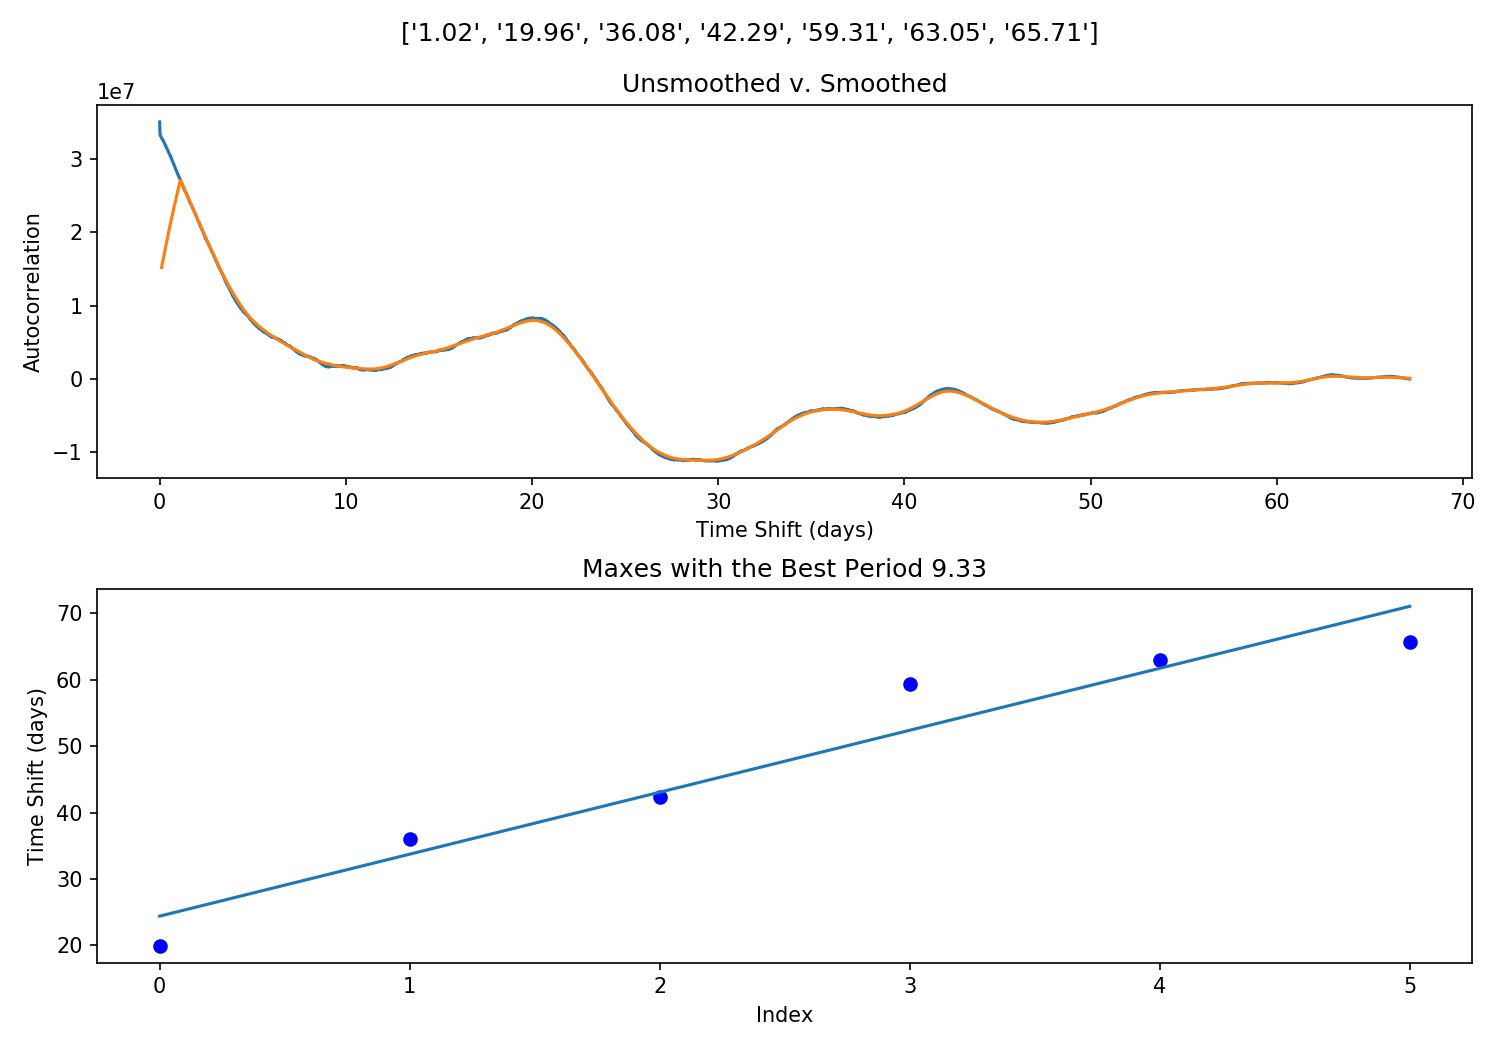 ['1.02', '19.96', '36.08', '42.29', '59.31', '63.05', '65.71']
Unsmoothed v. Smoothed
1e7
3
2
1
0
−1
Autocorrelation
0 10 20 30 40 50 60 70
Time Shift (days)
Maxes with the Best Period 9.33
70
60
50
40
30
20
Time Shift (days)
0 1 2 3 4 5
Index